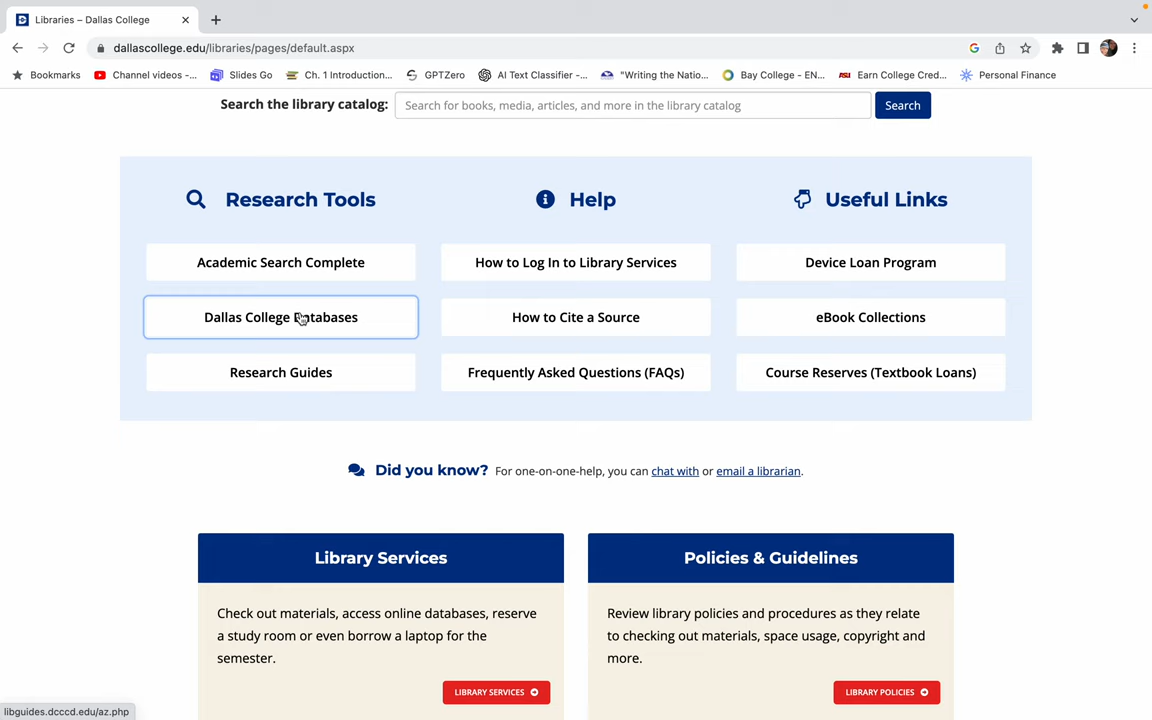 Libraries – Dallas College
dallascollege.edu/libraries/pages/default.aspx
Bookmarks Channel videos -... Slides Go Ch. 1 Introduction... GPTZero AI Text Classifier -... "Writing the Natio... Bay College - EN... Earn College Cred... Personal Finance
Search the library catalog: Search for books, media, articles, and more in the library catalog Search
Research Tools
Academic Search Complete
Dallas College Databases
Research Guides
Help
How to Log In to Library Services
How to Cite a Source
Frequently Asked Questions (FAQs)
Useful Links
Device Loan Program
eBook Collections
Course Reserves (Textbook Loans)
Did you know? For one-on-one-help, you can chat with or email a librarian.
Library Services
Check out materials, access online databases, reserve
a study room or even borrow a laptop for the
semester.
LIBRARY SERVICES
Policies & Guidelines
Review library policies and procedures as they relate
to checking out materials, space usage, copyright and
more.
LIBRARY POLICIES
libguides.dcccd.edu/az.php